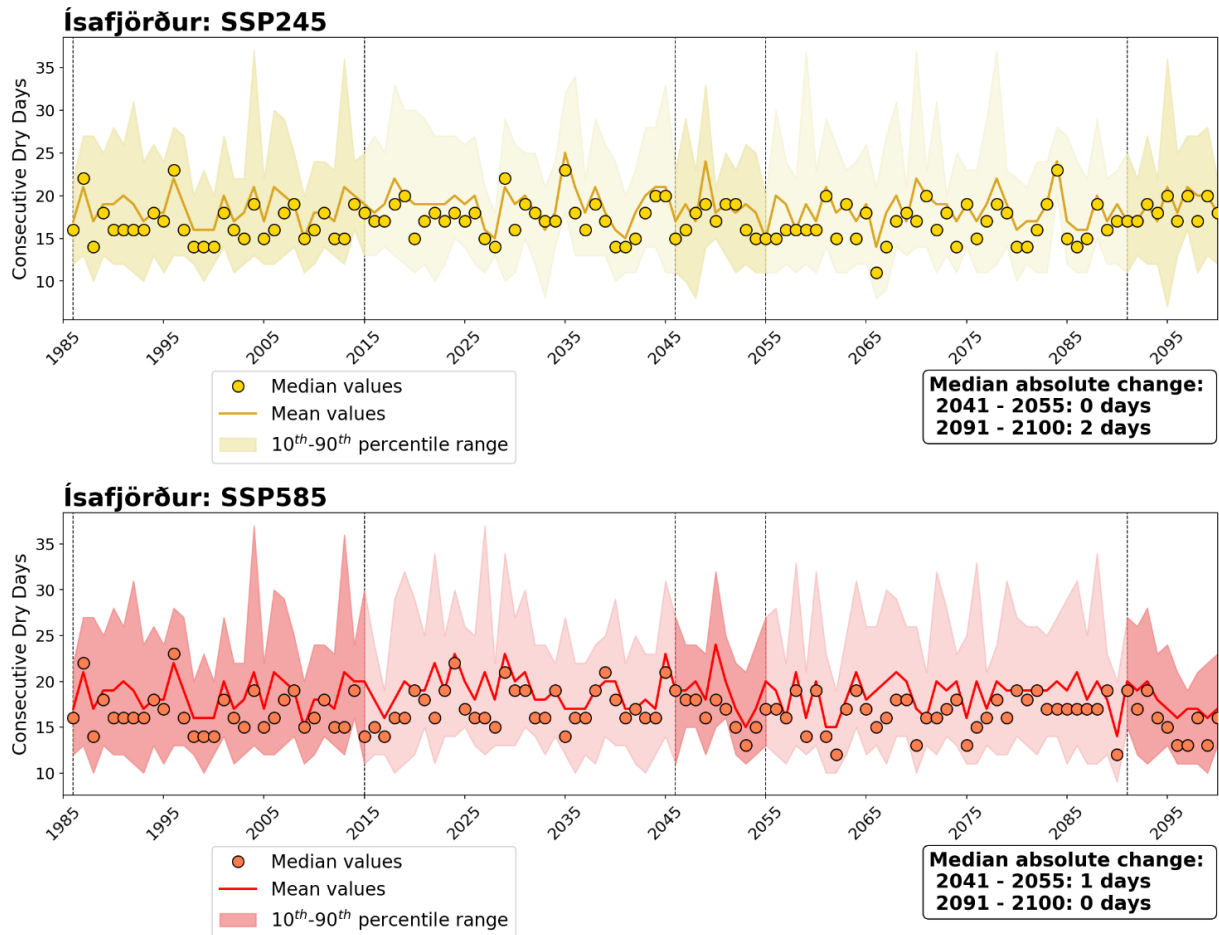 Ísafjörður: SSP245
Consecutive Dry Days
35
30
25
20
15
10
1985 1995 2005 2015 2025 2035 2045 2055 2065 2075 2085 2095
Median values
Mean values
10th-90th percentile range
Median absolute change:
2041 - 2055: 0 days
2091 - 2100: 2 days
Ísafjörður: SSP585
Consecutive Dry Days
35
30
25
20
15
10
1985 1995 2005 2015 2025 2035 2045 2055 2065 2075 2085 2095
Median values
Mean values
10th-90th percentile range
Median absolute change:
2041 - 2055: 1 days
2091 - 2100: 0 days